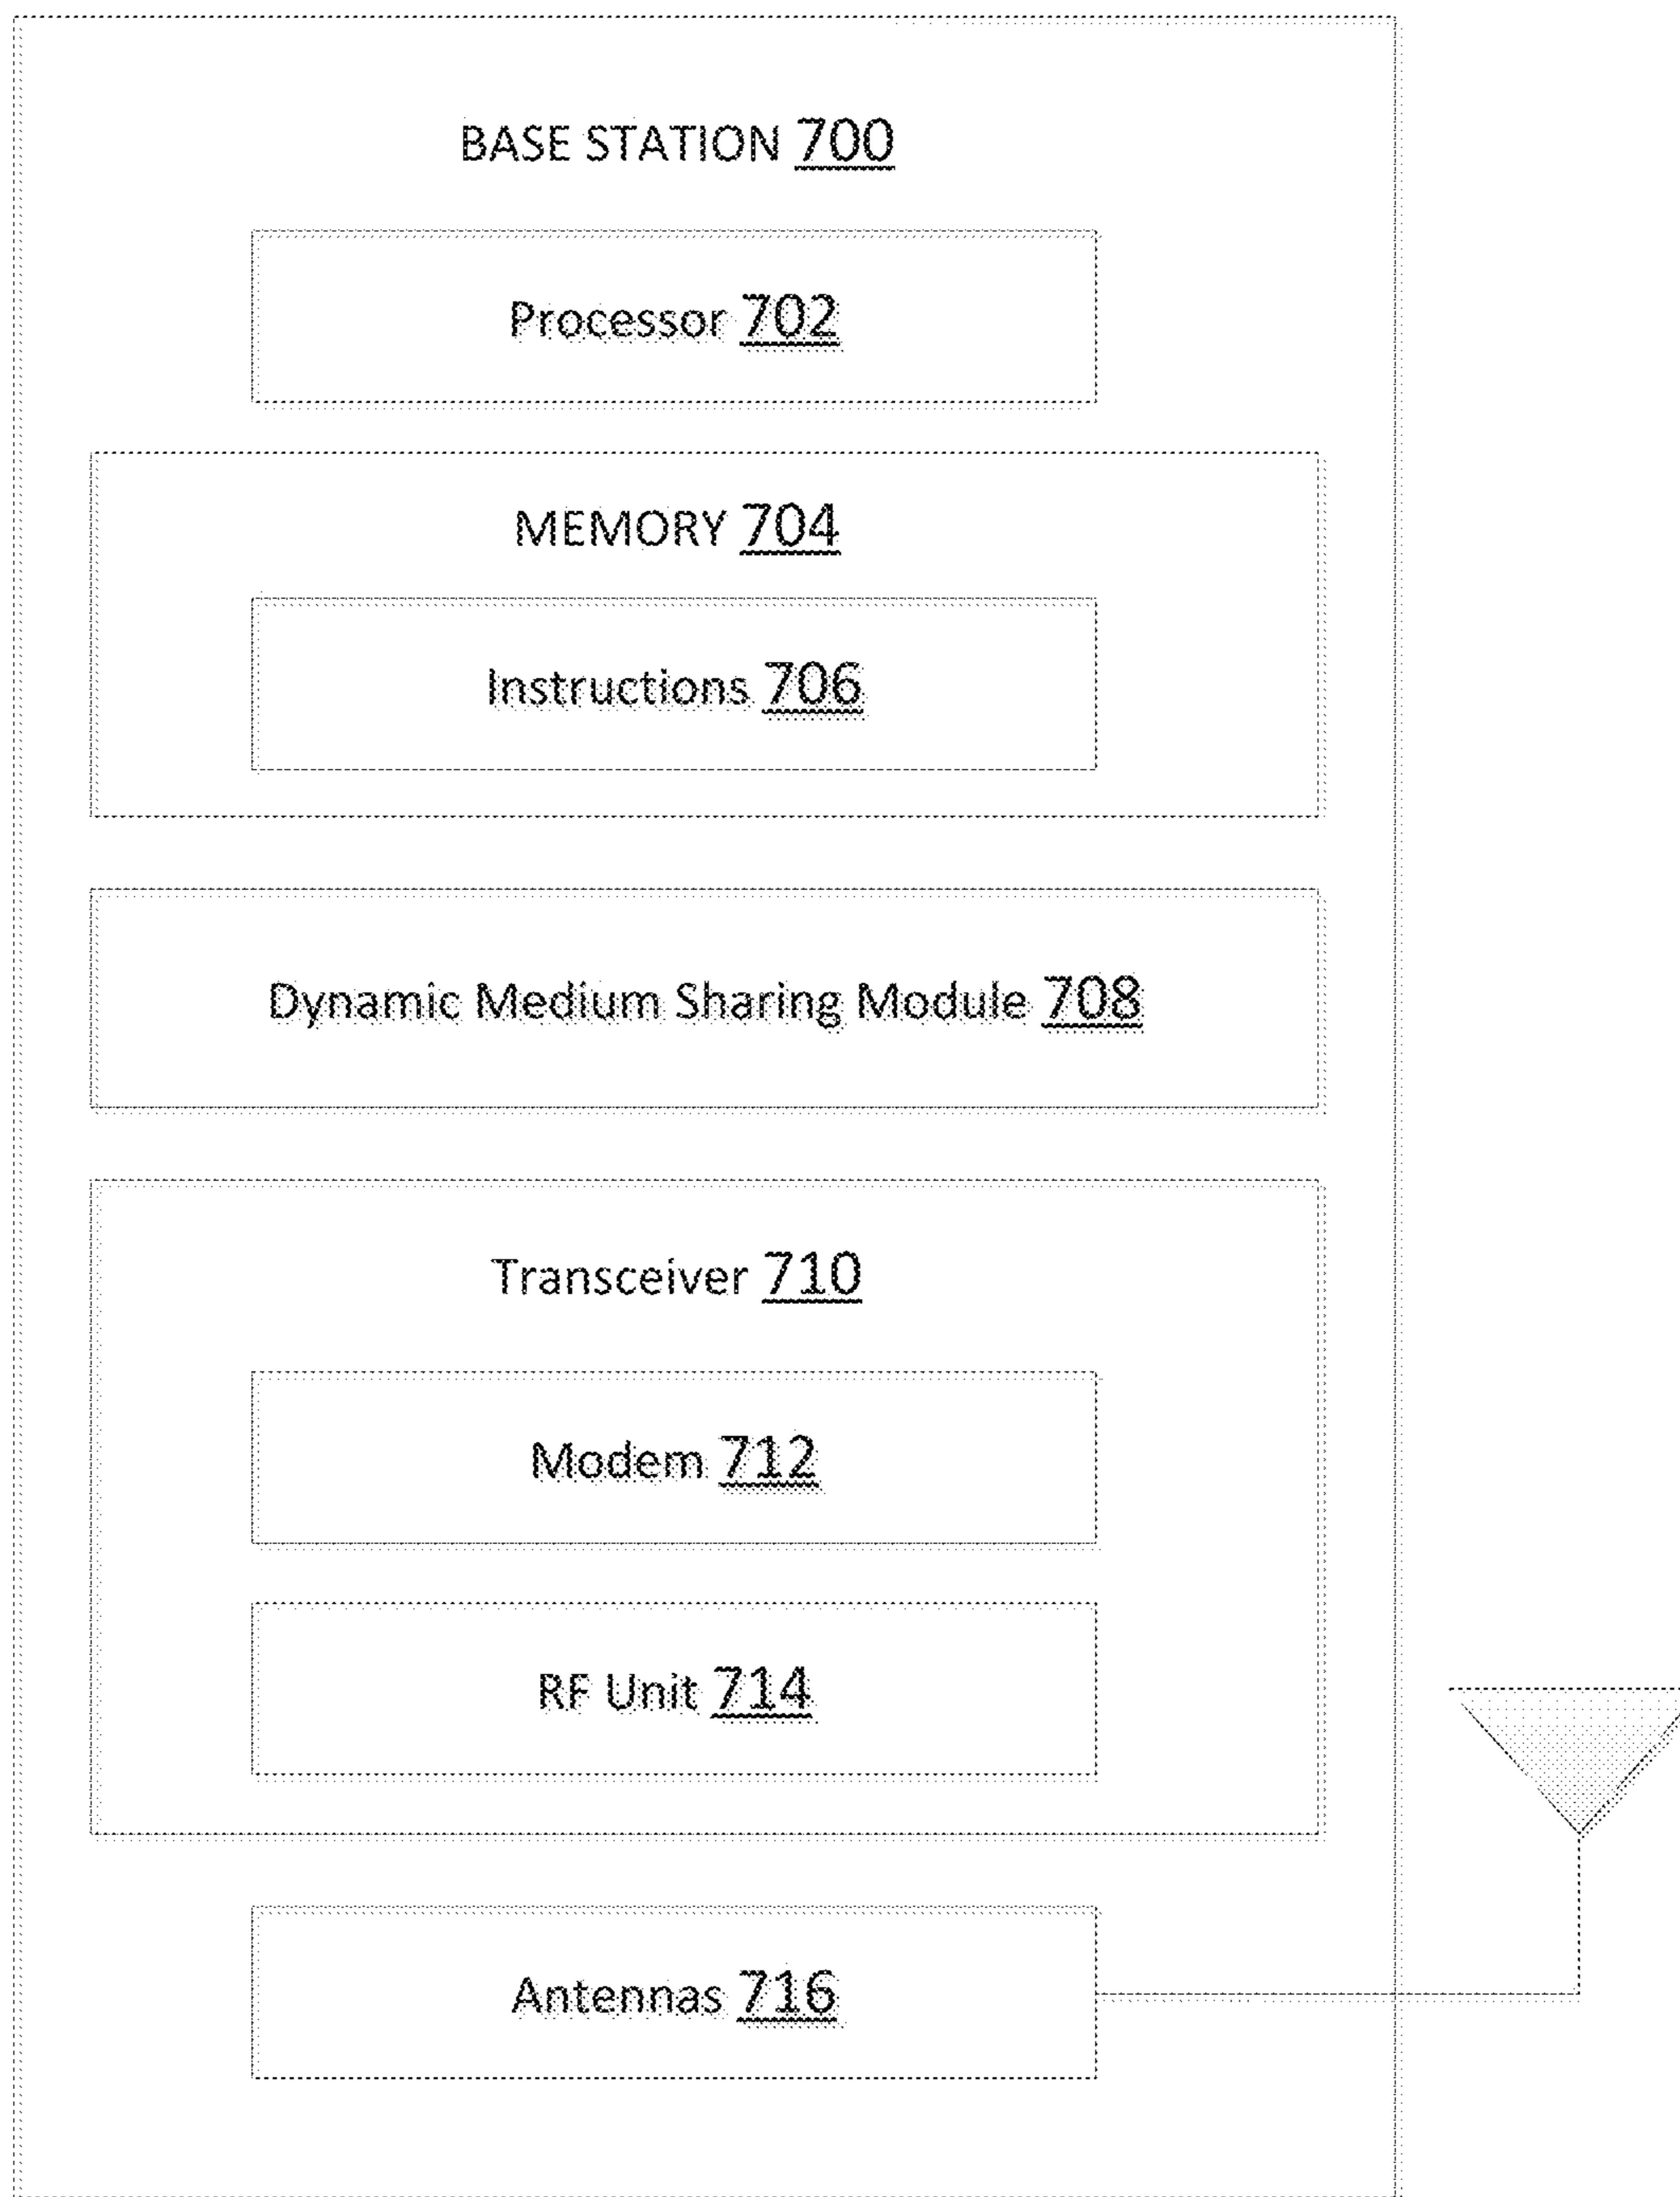 BASE STATION 700
Processor 702
MEMORY 704
Instructions 706
Dynamic Medium Sharing Module 708
Transceiver 710
Modem 712
RF Unit 714
Antennas 716